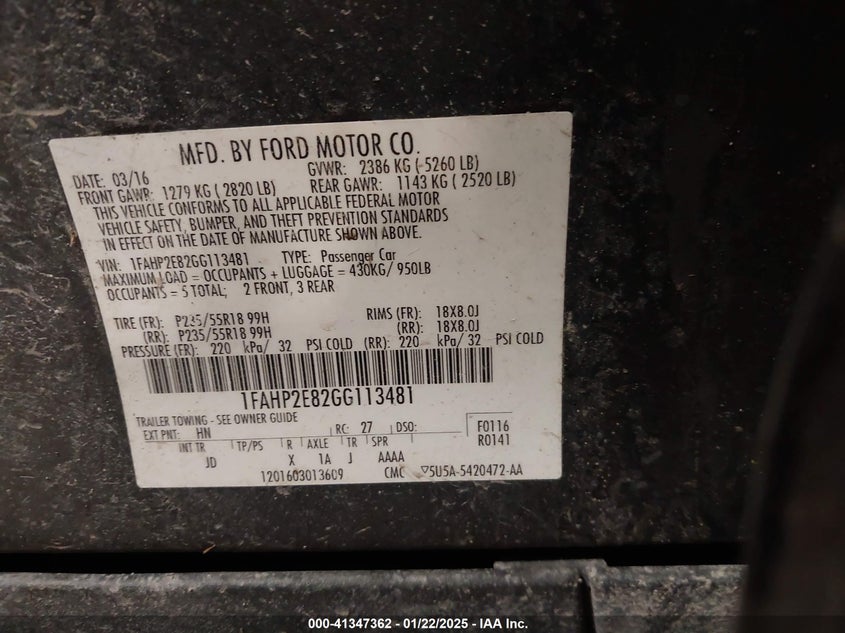 MFD. BY FORD MOTOR CO.
DATE: 03/16 GVWR: 2386 KG (-5260 LB)
FRONT GAWR: 1279 KG ( 2820 LB) REAR GAWR: 1143 KG ( 2520 LB)
THIS VEHICLE CONFORMS TO ALL APPLICABLE FEDERAL MOTOR
VEHICLE SAFETY, BUMPER, AND THEFT PREVENTION STANDARDS
IN EFFECT ON THE DATE OF MANUFACTURE SHOWN ABOVE.
VIN: 1FAHP2E82GG113481 TYPE: Passenger Car
MAXIMUM LOAD = OCCUPANTS + LUGGAGE = 430KG/ 950LB
OCCUPANTS = 5 TOTAL; 2 FRONT, 3 REAR
TIRE (FR): P235/55R18 99H RIMS (FR): 18X8.0J
(RR): P235/55R18 99H (RR): 18X8.0J
PRESSURE (FR): 220 kPa/ 32 PSI COLD (RR): 220 kPa/ 32 PSI COLD
1FAHP2E82GG113481
TRAILER TOWING - SEE OWNER GUIDE
EXT PNT: HN RC: 27 DSO: F0116
INT TR TP/PS R AXLE TR SPR R0141
JD X 1A J AAAA
1201603013609 CMC 5U5A-5420472-AA
000-41347362 - 01/22/2025 - IAA Inc.